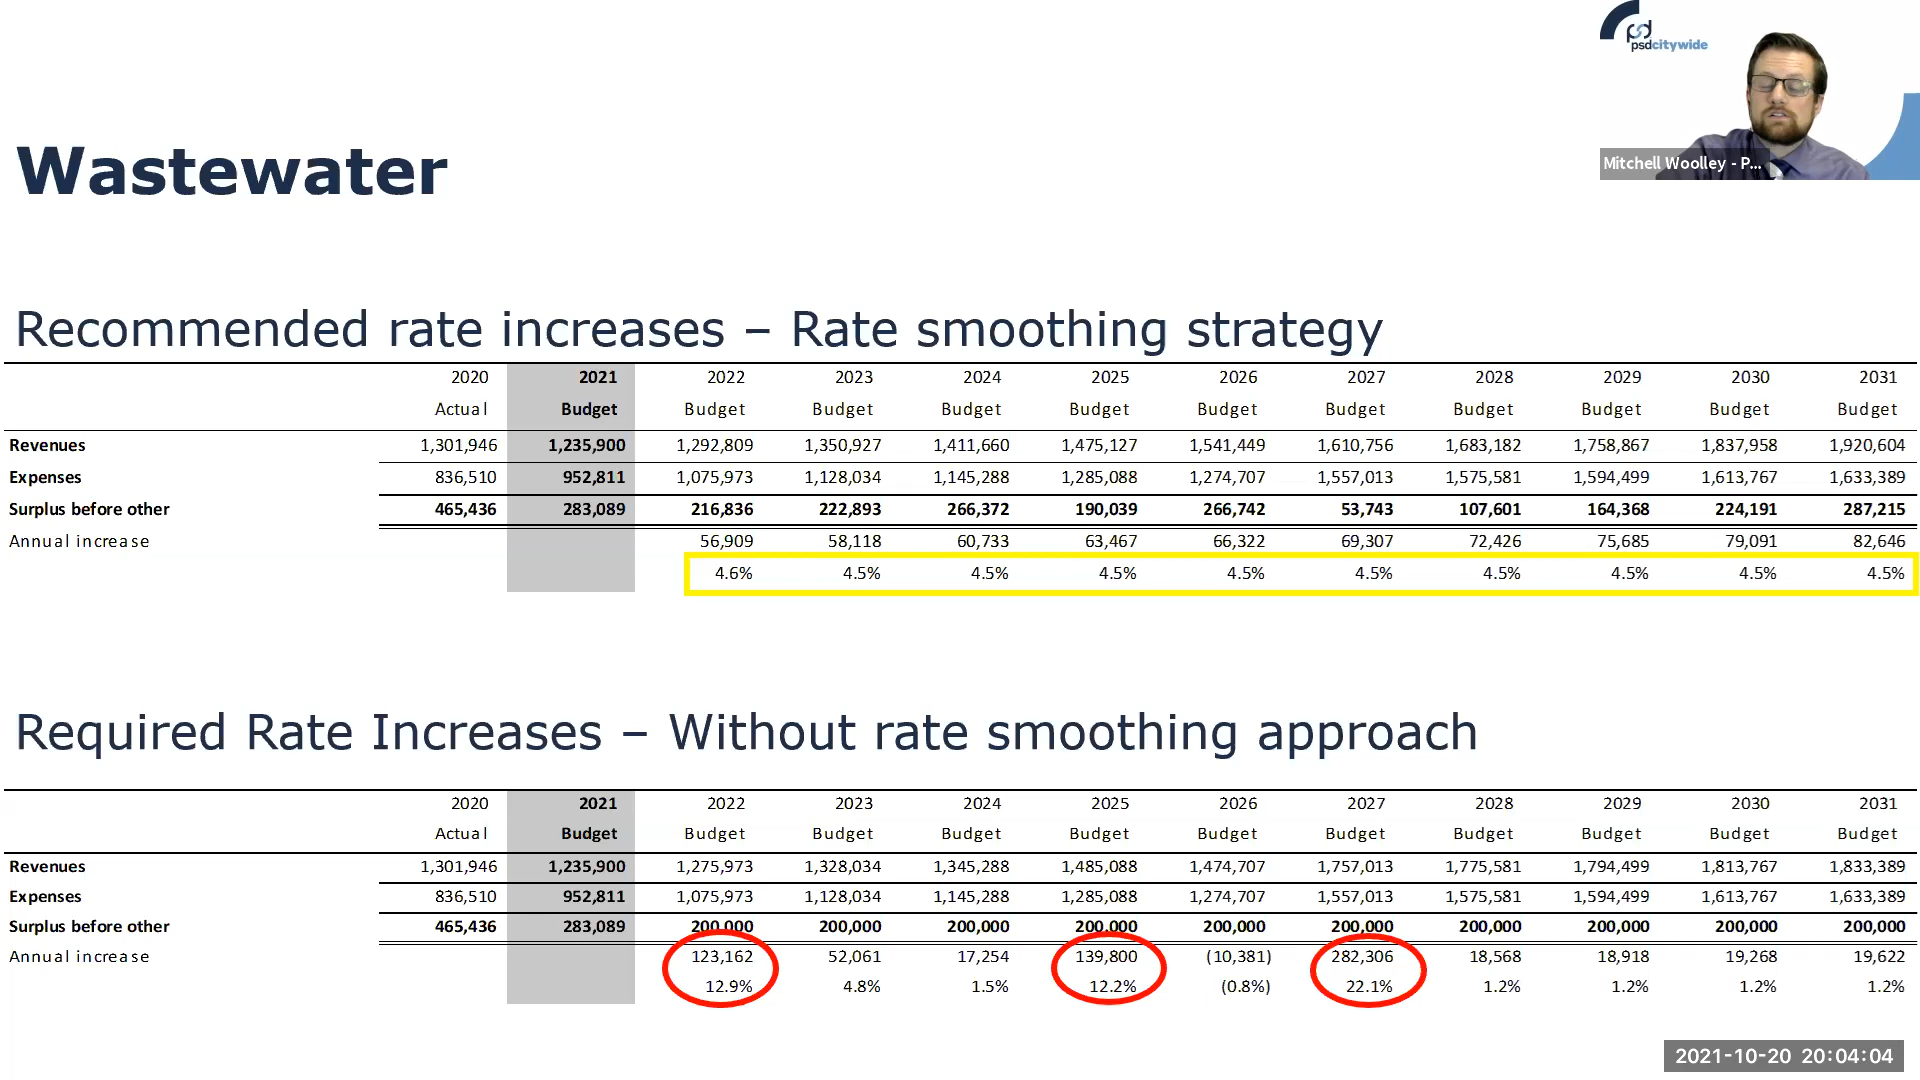 psd
psdcitywide
Mitchell Woolley - P...
Wastewater
Recommended rate increases – Rate smoothing strategy
2020 2021 2022 2023 2024 2025 2026 2027 2028 2029 2030 2031
Actual Budget Budget Budget Budget Budget Budget Budget Budget Budget Budget Budget
Revenues 1,301,946 1,235,900 1,292,809 1,350,927 1,411,660 1,475,127 1,541,449 1,610,756 1,683,182 1,758,867 1,837,958 1,920,604
Expenses 836,510 952,811 1,075,973 1,128,034 1,145,288 1,285,088 1,274,707 1,557,013 1,575,581 1,594,499 1,613,767 1,633,389
Surplus before other 465,436 283,089 216,836 222,893 266,372 190,039 266,742 53,743 107,601 164,368 224,191 287,215
Annual increase 56,909 58,118 60,733 63,467 66,322 69,307 72,426 75,685 79,091 82,646
4.6% 4.5% 4.5% 4.5% 4.5% 4.5% 4.5% 4.5% 4.5% 4.5%
Required Rate Increases – Without rate smoothing approach
2020 2021 2022 2023 2024 2025 2026 2027 2028 2029 2030 2031
Actual Budget Budget Budget Budget Budget Budget Budget Budget Budget Budget Budget
Revenues 1,301,946 1,235,900 1,275,973 1,328,034 1,345,288 1,485,088 1,474,707 1,757,013 1,775,581 1,794,499 1,813,767 1,833,389
Expenses 836,510 952,811 1,075,973 1,128,034 1,145,288 1,285,088 1,274,707 1,557,013 1,575,581 1,594,499 1,613,767 1,633,389
Surplus before other 465,436 283,089 200,000 200,000 200,000 200,000 200,000 200,000 200,000 200,000 200,000 200,000
Annual increase 123,162 52,061 17,254 139,800 (10,381) 282,306 18,568 18,918 19,268 19,622
12.9% 4.8% 1.5% 12.2% (0.8%) 22.1% 1.2% 1.2% 1.2% 1.2%
2021-10-20 20:04:04